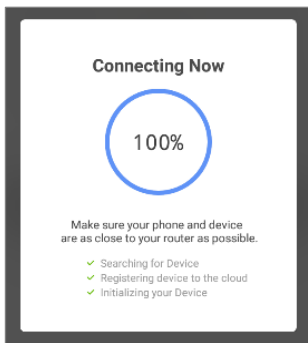 Connecting Now
100%
Make sure your phone and device
are as close to your router as possible.
Searching for Device
Registering device to the cloud
Initializing your Device